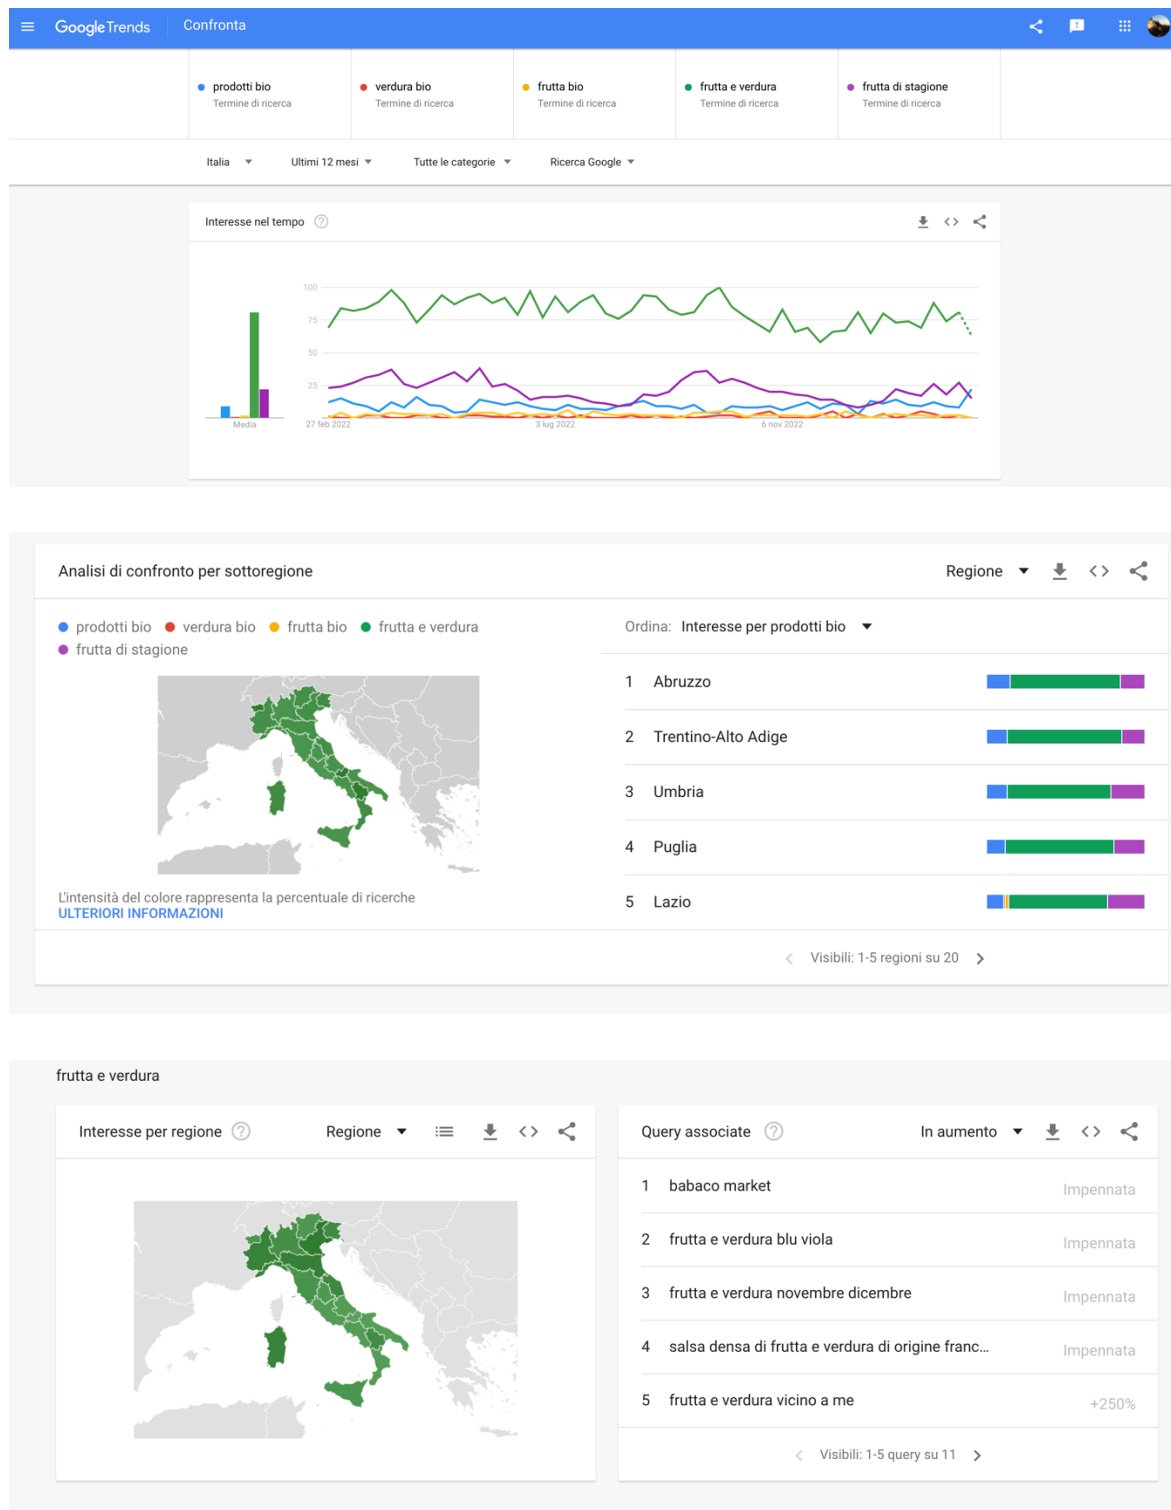 Google Trends Confronta
prodotti bio
Termine di ricerca
verdura bio
Termine di ricerca
frutta bio
Termine di ricerca
frutta e verdura
Termine di ricerca
frutta di stagione
Termine di ricerca
Italia Ultimi 12 mesi Tutte le categorie Ricerca Google
Interesse nel tempo
100
75
50
25
Media 27 feb 2022 3 lug 2022 6 nov 2022
Analisi di confronto per sottoregione Regione
prodotti bio verdura bio frutta bio frutta e verdura
frutta di stagione
L'intensità del colore rappresenta la percentuale di ricerche
ULTERIORI INFORMAZIONI
Ordina: Interesse per prodotti bio
1 Abruzzo
2 Trentino-Alto Adige
3 Umbria
4 Puglia
5 Lazio
Visibili: 1-5 regioni su 20
frutta e verdura
Interesse per regione Regione
Query associate In aumento
1 babaco market Impennata
2 frutta e verdura blu viola Impennata
3 frutta e verdura novembre dicembre Impennata
4 salsa densa di frutta e verdura di origine franc... Impennata
5 frutta e verdura vicino a me +250%
Visibili: 1-5 query su 11